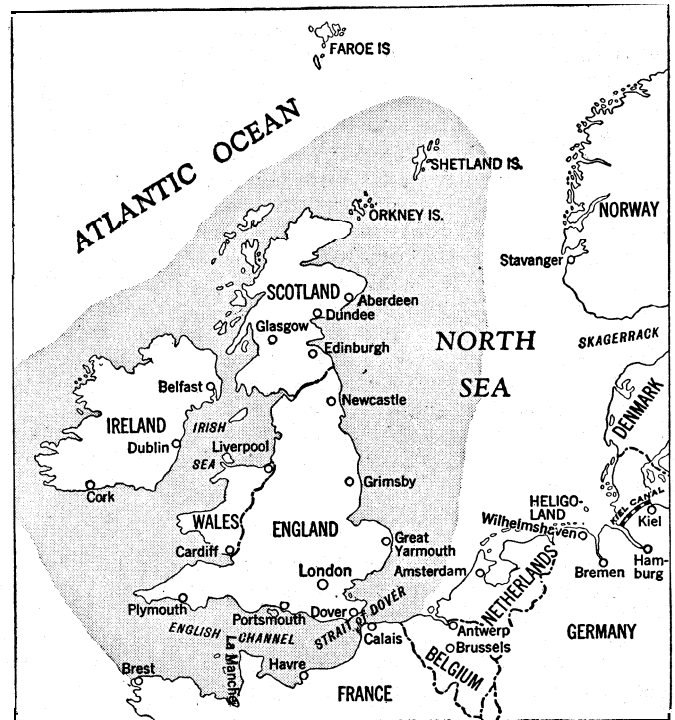 FAROE IS
ATLANTIC OCEAN
SHETLAND IS.
ORKNEY IS.
NORWAY
Stavanger
SCOTLAND
Aberdeen
Dundee
Glasgow
Edinburgh
NORTH
SEA
SKAGERRACK
DENMARK
Belfast
Newcastle
IRELAND
IRISH
SEA
Dublin
Liverpool
Cork
Grimsby
WALES
ENGLAND
HELIGO-
LAND
KIEL CANAL
Kiel
Wilhelmshaven
Cardiff
Great
Yarmouth
London
Amsterdam
NETHERLANDS
Bremen
Ham-
burg
Plymouth
Portsmouth
Dover
STRAIT OF DOVER
ENGLISH CHANNEL
La Manche
Calais
Antwerp
Brussels
GERMANY
BELGIUM
Brest
Havre
FRANCE